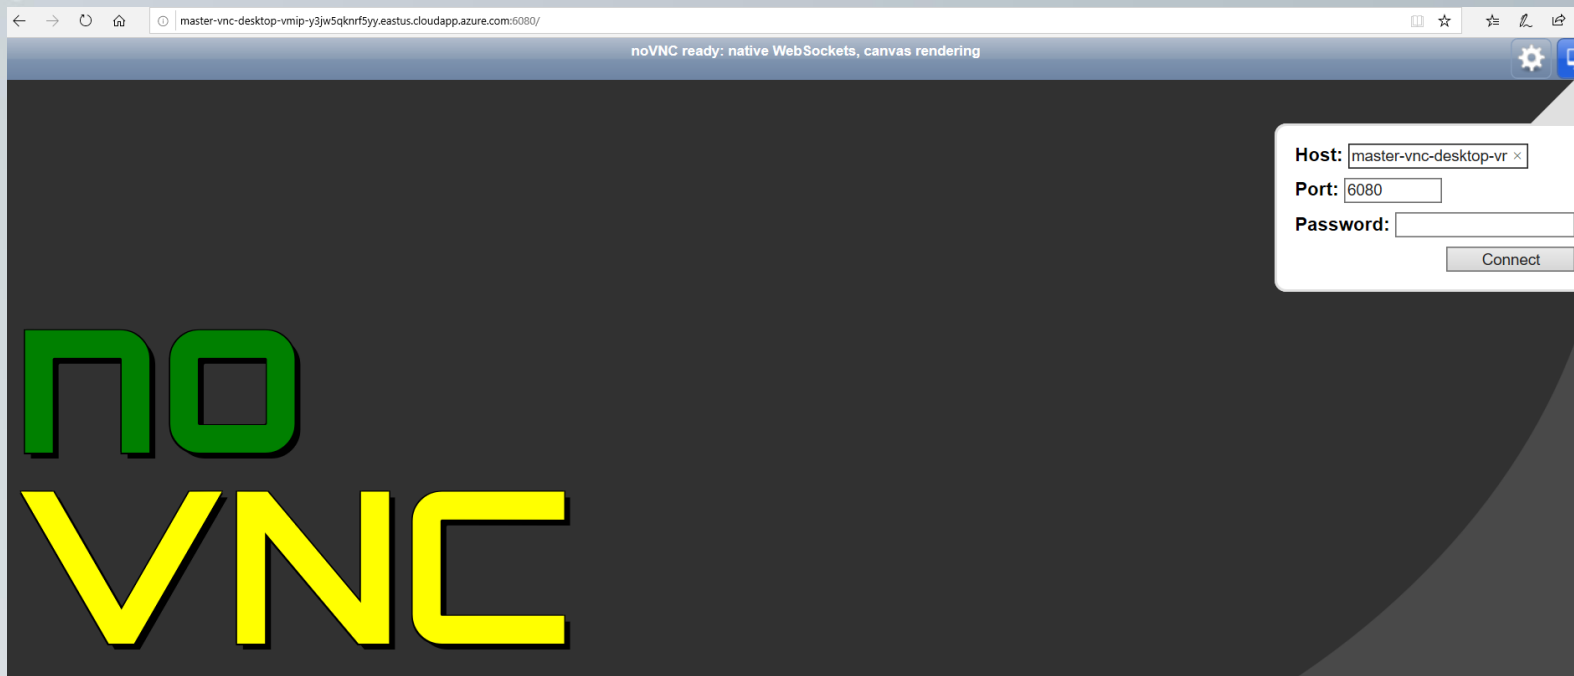 master-vnc-desktop-vmip-y3jw5qknrf5yy.eastus.cloudapp.azure.com:6080/
noVNC ready: native WebSockets, canvas rendering
Host: master-vnc-desktop-vr ×
Port: 6080
Password:
Connect
no
VNC